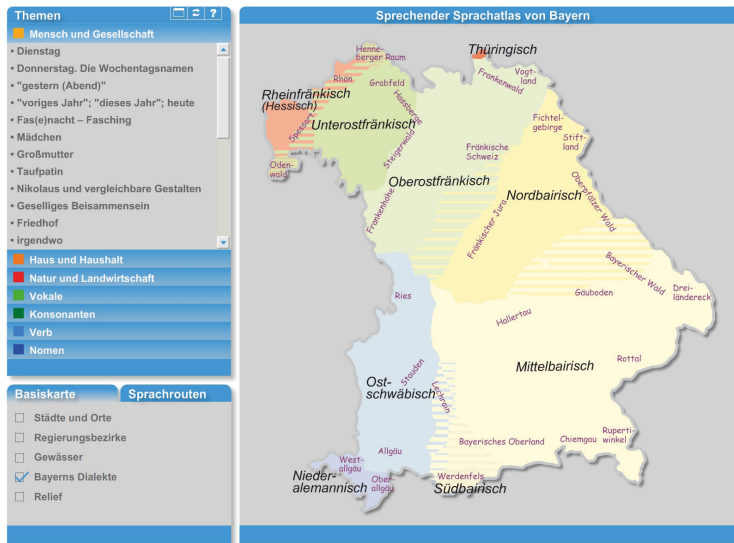 Themen
?
Mensch und Gesellschaft
• Dienstag
• Donnerstag. Die Wochentagsnamen
• "gestern (Abend)"
• "voriges Jahr"; "dieses Jahr"; heute
• Fas(e)nacht – Fasching
• Mädchen
• Großmutter
• Taufpatin
• Nikolaus und vergleichbare Gestalten
• Geselliges Beisammensein
• Friedhof
• irgendwo
Haus und Haushalt
Natur und Landwirtschaft
Vokale
Konsonanten
Verb
Nomen
Basiskarte
Sprachrouten
Städte und Orte
Regierungsbezirke
Gewässer
Bayerns Dialekte
Relief
Sprechender Sprachatlas von Bayern
Henne-
berger Raum
Thüringisch
Rhön
Grabfeld
Frankenwald
Vogt-
land
Rheinfränkisch
(Hessisch)
Spessart
Unterostfränkisch
Hassberge
Steigerwald
Fichtel-
gebirge
Stift-
land
Oden-
wald
Fränkische
Schweiz
Oberostfränkisch
Nordbairisch
Oberpfälzer Wald
Frankenhöhe
Fränkischer Jura
Bayerischer Wald
Drei-
ländereck
Ries
Gäuboden
Hallertau
Stauden
Mittelbairisch
Rottal
Ost-
schwäbisch
Lechrain
Allgäu
Bayerisches Oberland
Chiemgau
Ruperti-
winkel
West-
allgäu
Nieder-
alemannisch
Ober-
allgäu
Werdenfels
Südbairisch